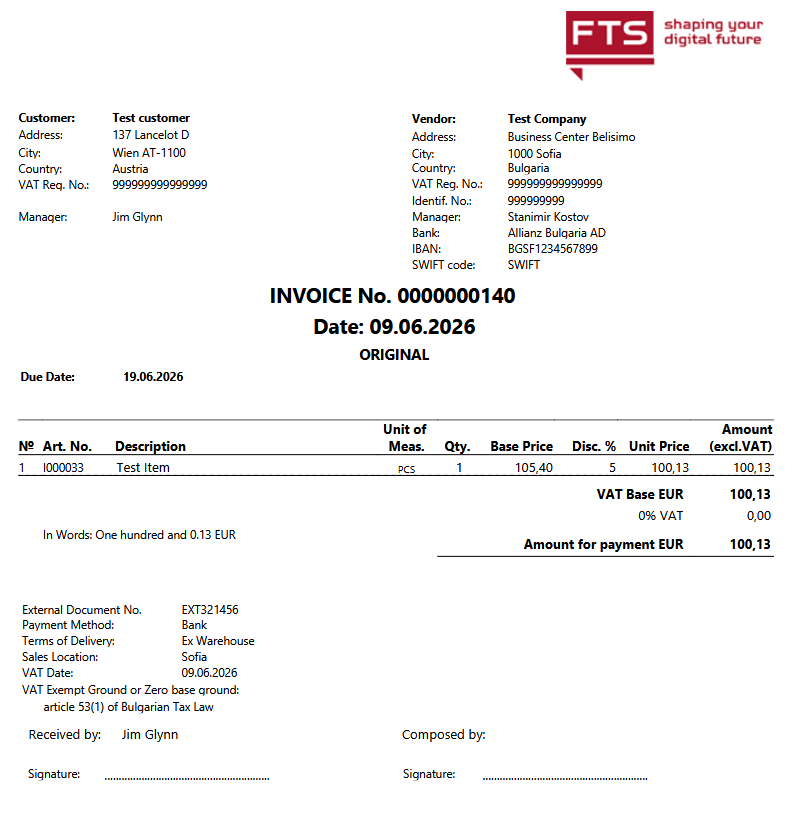 FTS shaping your
digital future
Customer: Test customer
Address: 137 Lancelot D
City: Wien AT-1100
Country: Austria
VAT Reg. No.: 999999999999999
Manager: Jim Glynn
Vendor: Test Company
Address: Business Center Belisimo
City: 1000 Sofia
Country: Bulgaria
VAT Reg. No.: 999999999999999
Identif. No.: 999999999
Manager: Stanimir Kostov
Bank: Allianz Bulgaria AD
IBAN: BGSF1234567899
SWIFT code: SWIFT
INVOICE No. 0000000140
Date: 09.06.2026
ORIGINAL
Due Date: 19.06.2026
Nº Art. No. Description Unit of Meas. Qty. Base Price Disc. % Unit Price Amount (excl.VAT)
1 I000033 Test Item PCS 1 105,40 5 100,13 100,13
VAT Base EUR 100,13
0% VAT 0,00
In Words: One hundred and 0.13 EUR
Amount for payment EUR 100,13
External Document No. EXT321456
Payment Method: Bank
Terms of Delivery: Ex Warehouse
Sales Location: Sofia
VAT Date: 09.06.2026
VAT Exempt Ground or Zero base ground:
article 53(1) of Bulgarian Tax Law
Received by: Jim Glynn Composed by:
Signature: .......................................................... Signature: ..........................................................